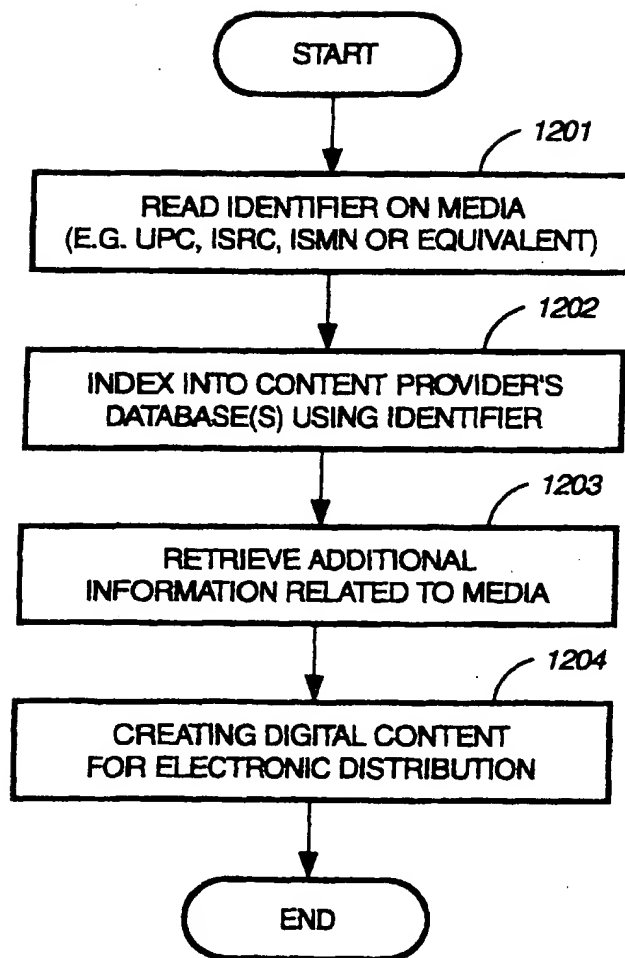 START
1201
READ IDENTIFIER ON MEDIA
(E.G. UPC, ISRC, ISMN OR EQUIVALENT)
1202
INDEX INTO CONTENT PROVIDER'S
DATABASE(S) USING IDENTIFIER
1203
RETRIEVE ADDITIONAL
INFORMATION RELATED TO MEDIA
1204
CREATING DIGITAL CONTENT
FOR ELECTRONIC DISTRIBUTION
END